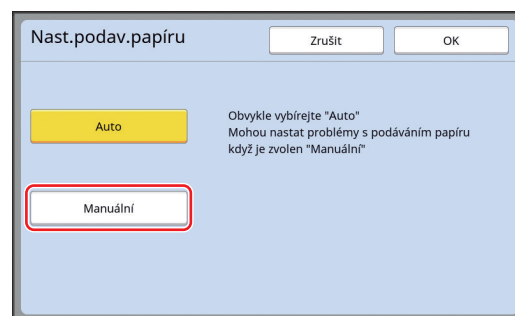 Nast.podav.papíru
Zrušit
OK
Auto
Obvykle vybírejte "Auto"
Mohou nastat problémy s podáváním papíru
když je zvolen "Manuální"
Manuální